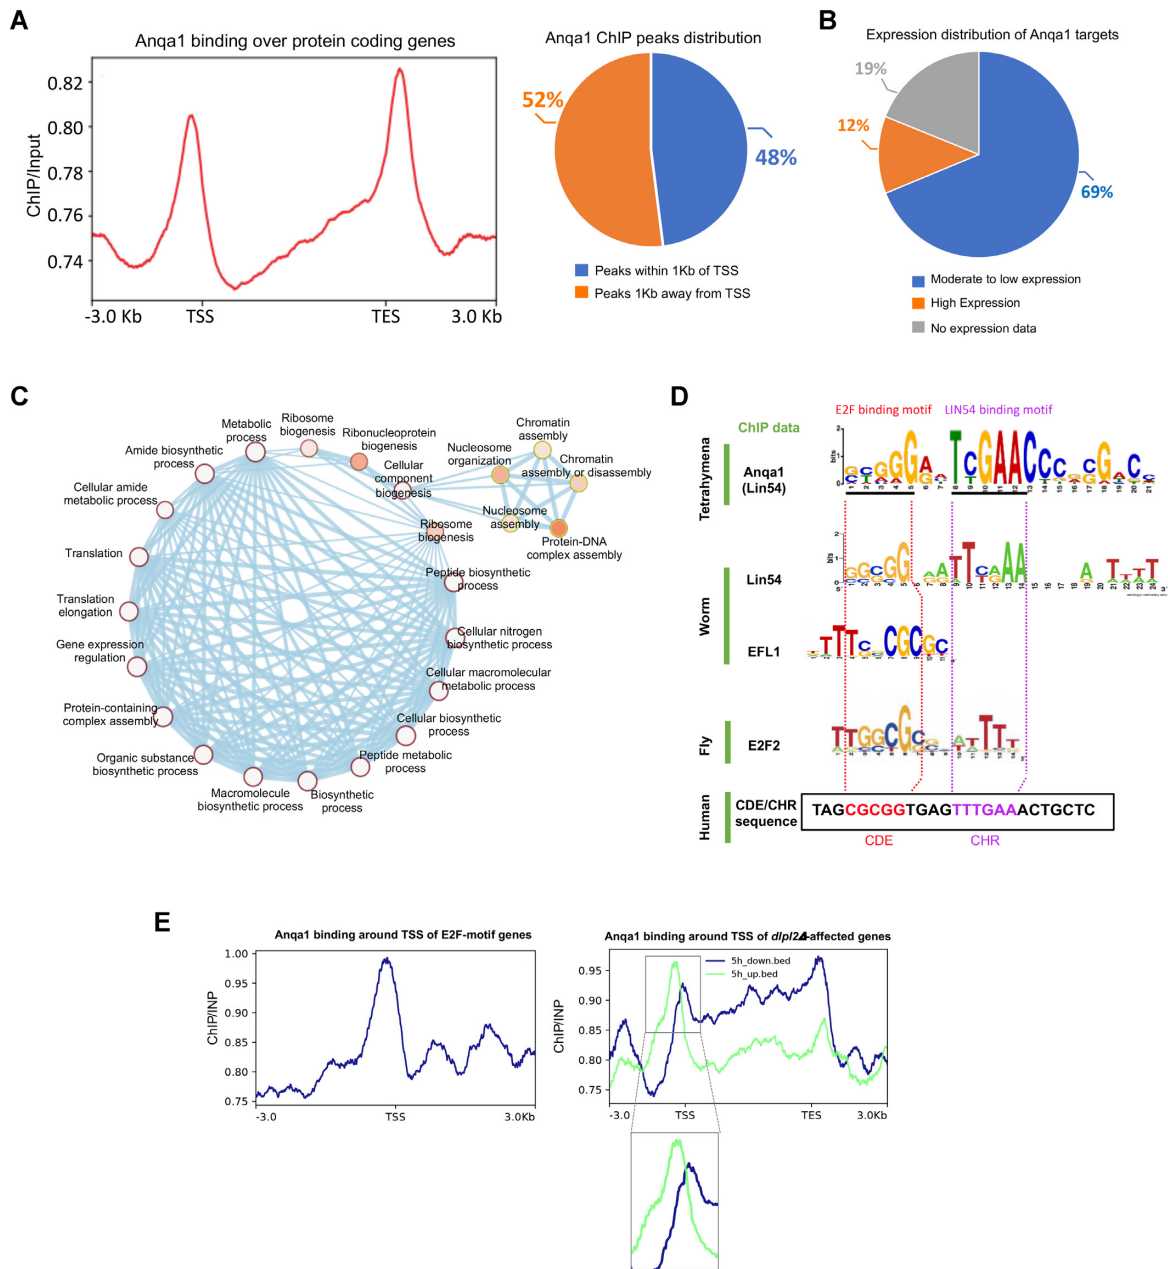 A
Anqa1 binding over protein coding genes
ChIP/Input
0.82
0.80
0.78
0.76
0.74
-3.0 Kb
TSS
TES
3.0 Kb
Anqa1 ChIP peaks distribution
52%
48%
Peaks within 1Kb of TSS
Peaks 1Kb away from TSS
B
Expression distribution of Anqa1 targets
19%
12%
69%
Moderate to low expression
High Expression
No expression data
C
Metabolic
process
Ribosome
biogenesis
Ribonucleoprotein
biogenesis
Cellular
component
biogenesis
Ribosome
biogenesis
Peptide biosynthetic
process
Cellular nitrogen
biosynthetic process
Cellular macromolecular
metabolic process
Cellular biosynthetic
process
Peptide metabolic
process
Biosynthetic
process
Macromolecule
biosynthetic process
Organic substance
biosynthetic process
Protein-containing
complex assembly
Gene expression
regulation
Translation
elongation
Translation
Cellular amide
metabolic process
Amide biosynthetic
process
Chromatin
assembly
Nucleosome
organization
Chromatin
assembly or disassembly
Nucleosome
assembly
Protein-DNA
complex assembly
D
E2F binding motif
LIN54 binding motif
ChIP data
Tetrahymena
Anqa1
(Lin54)
Worm
Lin54
EFL1
Fly
E2F2
Human
CDE/CHR
sequence
TAGCGCGGTGAGTTTGAAACTGCTC
CDE
CHR
E
Anqa1 binding around TSS of E2F-motif genes
ChIP/INP
1.00
0.95
0.90
0.85
0.80
0.75
-3.0
TSS
3.0Kb
Anqa1 binding around TSS of dlpl2Δ-affected genes
5h_down.bed
5h_up.bed
ChIP/INP
0.95
0.90
0.85
0.80
0.75
-3.0
TSS
TES
3.0Kb